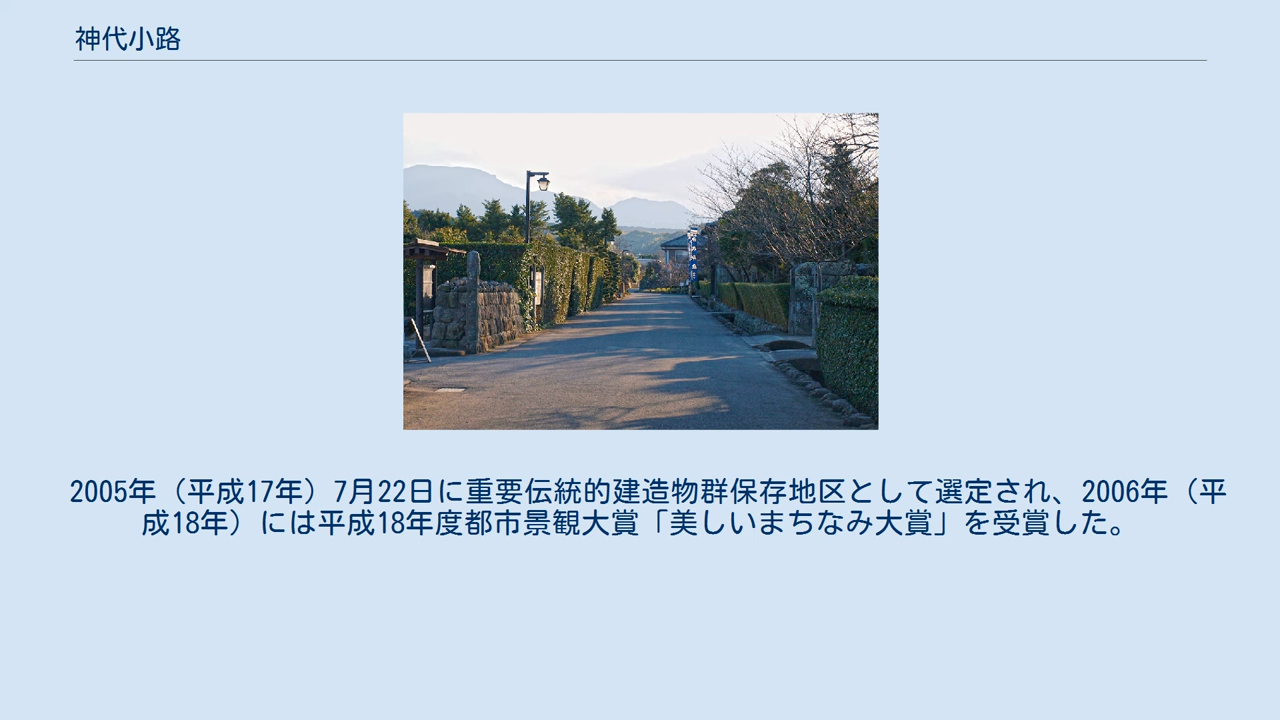 神代小路
2005年（平成17年）7月22日に重要伝統的建造物群保存地区として選定され、2006年（平
成18年）には平成18年度都市景観大賞「美しいまちなみ大賞」を受賞した。